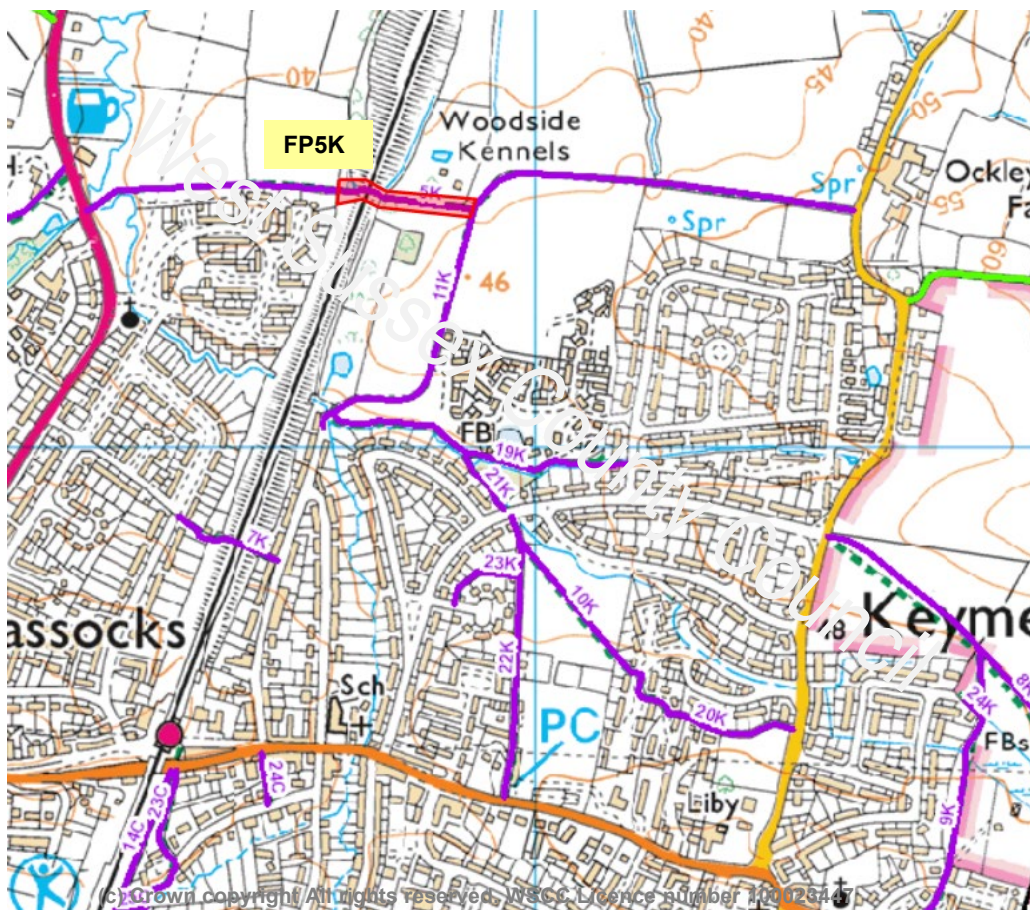 40
40
45
50
Woodside
Kennels
FP5K
H
5K
Spr
Ockley
Fa
55
Spr
60
11K
46
West Sussex County Council
FB
19K
21K
7K
23K
10K
assocks
48
Keyme
22K
8K
24K
Sch
20K
PC
FBs
24C
23C
Liby
9K
14C
(c) Crown copyright All rights reserved, WSCC Licence number 100023447